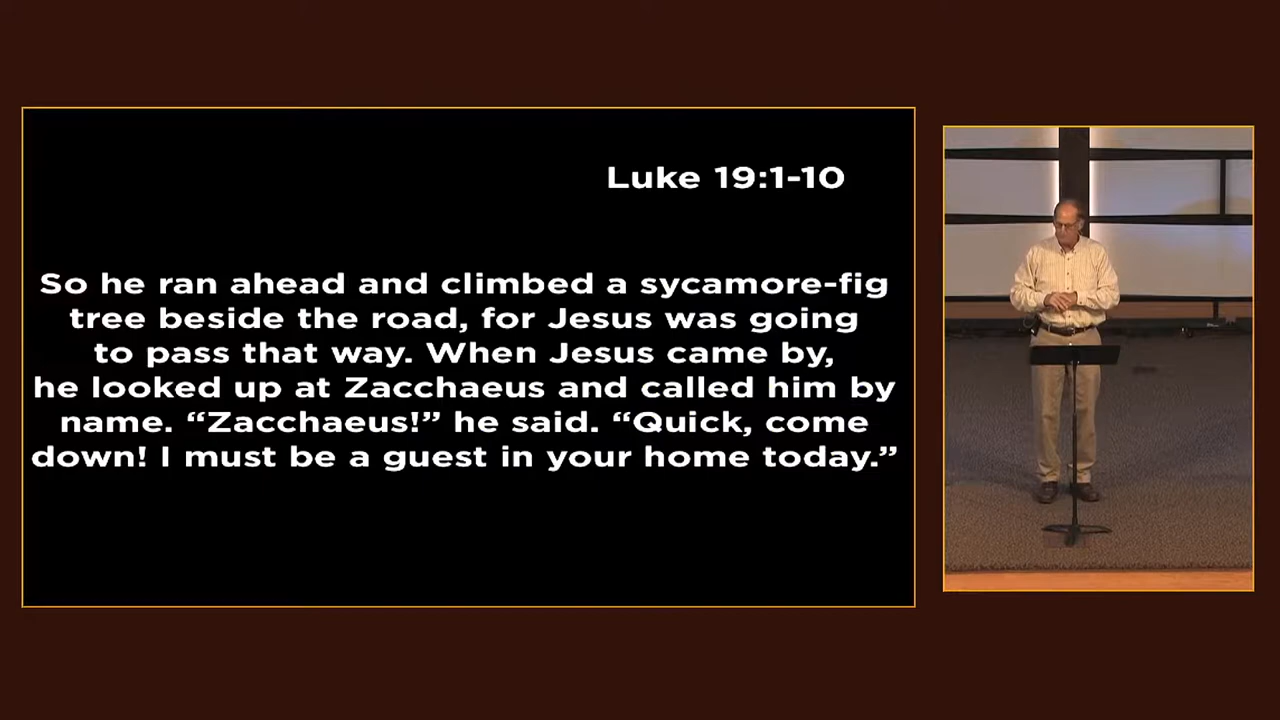 Luke 19:1-10
So he ran ahead and climbed a sycamore-fig
tree beside the road, for Jesus was going
to pass that way. When Jesus came by,
he looked up at Zacchaeus and called him by
name. “Zacchaeus!” he said. “Quick, come
down! I must be a guest in your home today.”